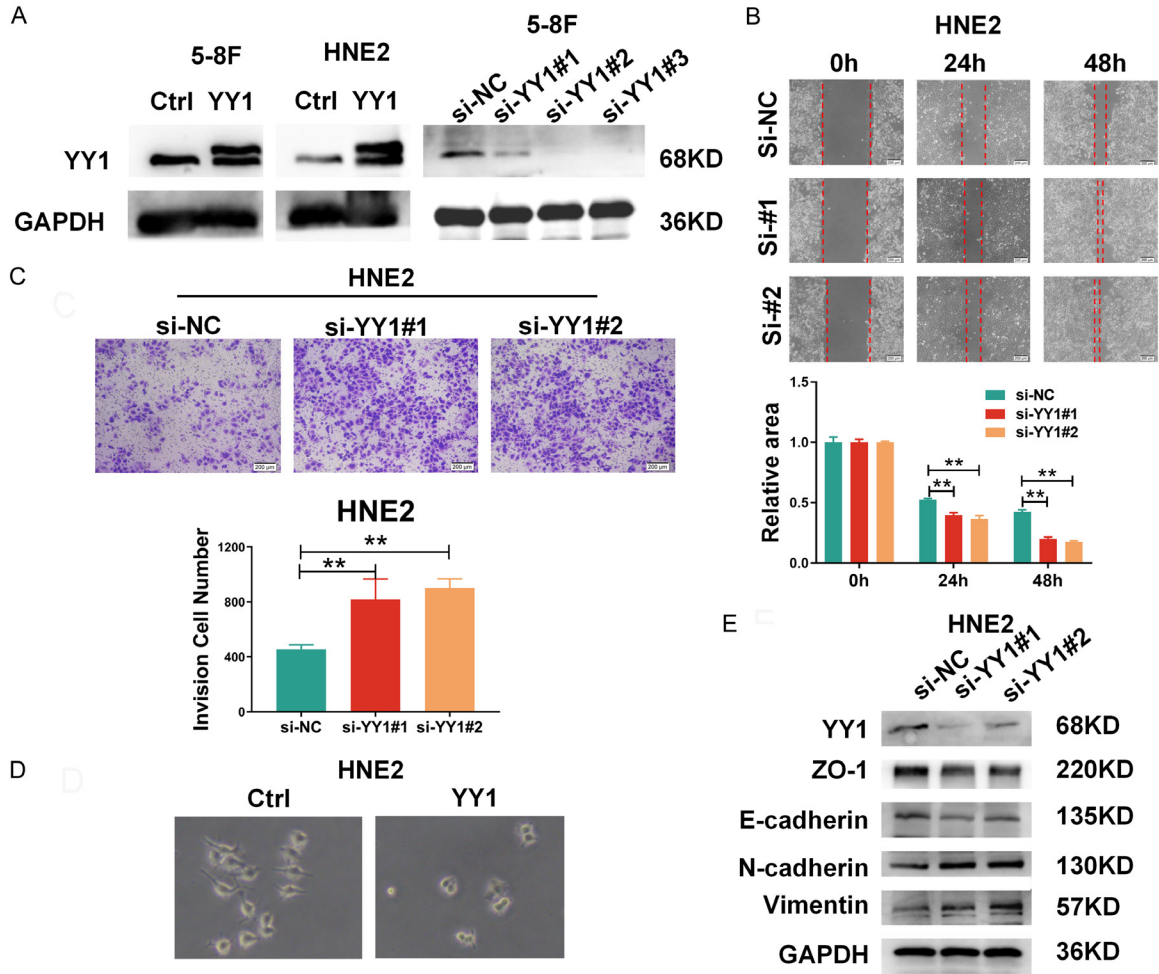 A
5-8F
HNE2
5-8F
Ctrl YY1
Ctrl YY1
si-NC
si-YY1#1
si-YY1#2
si-YY1#3
YY1
68KD
GAPDH
36KD
B
HNE2
0h
24h
48h
Si-NC
Si-#1
Si-#2
1.5
1.0
0.5
0.0
Relative area
si-NC
si-YY1#1
si-YY1#2
**
**
**
**
0h
24h
48h
C
C
HNE2
si-NC
si-YY1#1
si-YY1#2
200 μm
200 μm
200 μm
HNE2
Invision Cell Number
1200
800
400
0
**
**
si-NC
si-YY1#1
si-YY1#2
D
D
HNE2
Ctrl
YY1
E
HNE2
si-NC
si-YY1#1
si-YY1#2
YY1
68KD
ZO-1
220KD
E-cadherin
135KD
N-cadherin
130KD
Vimentin
57KD
GAPDH
36KD